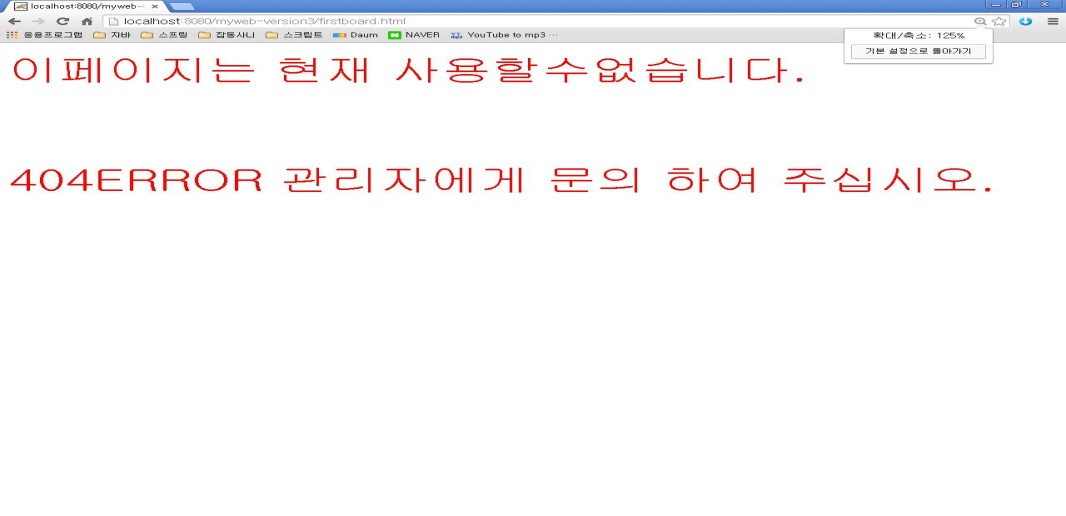 localhost:8080/myweb-
localhost:8080/myweb-version3/firstboard.html
응용프로그램 자바 스프링 잡동사니 스크립트 Daum NAVER YouTube to mp3 ...
확대/축소: 125%
기본 설정으로 돌아가기
이페이지는 현재 사용할수없습니다.
404ERROR 관리자에게 문의 하여 주십시오.